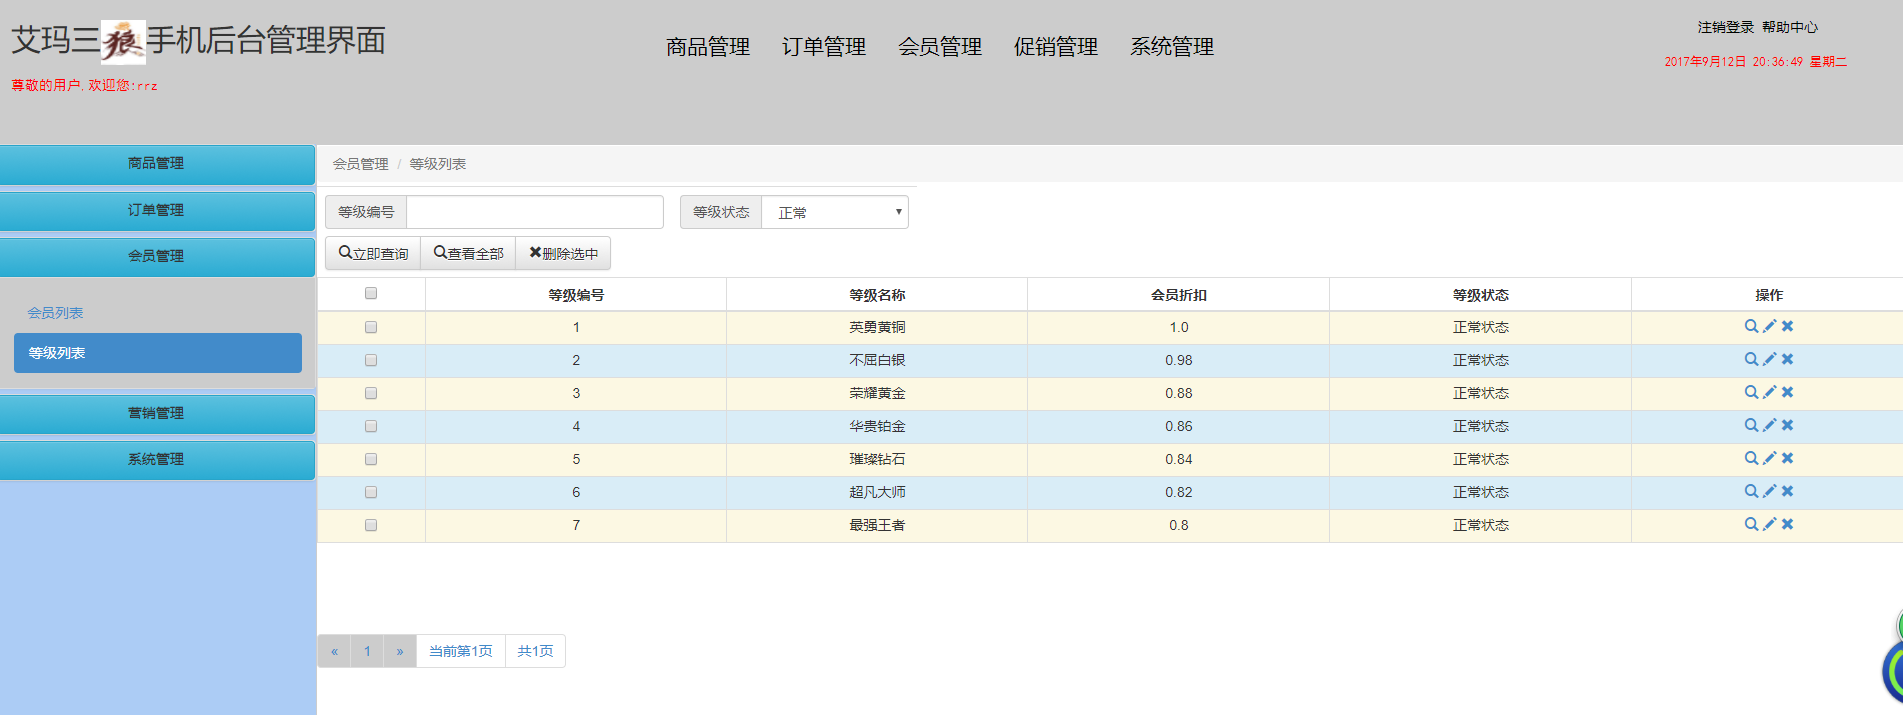 艾玛三狼手机后台管理界面
商品管理 订单管理 会员管理 促销管理 系统管理
注销登录 帮助中心
2017年9月12日 20:36:49 星期二
尊敬的用户,欢迎您:rrz
商品管理
订单管理
会员管理
会员列表
等级列表
营销管理
系统管理
会员管理 / 等级列表
等级编号 等级状态 正常
立即查询 查看全部 删除选中
等级编号 等级名称 会员折扣 等级状态 操作
1 英勇黄铜 1.0 正常状态
2 不屈白银 0.98 正常状态
3 荣耀黄金 0.88 正常状态
4 华贵铂金 0.86 正常状态
5 璀璨钻石 0.84 正常状态
6 超凡大师 0.82 正常状态
7 最强王者 0.8 正常状态
« 1 » 当前第1页 共1页